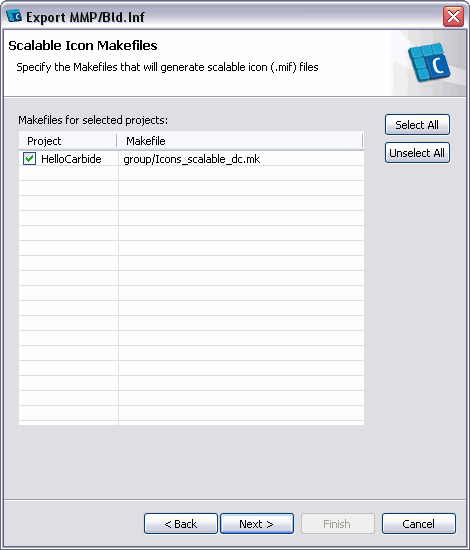 Export MMP/Bld.Inf
Scalable Icon Makefiles
Specify the Makefiles that will generate scalable icon (.mif) files
C
Makefiles for selected projects:
Project Makefile
HelloCarbide group/Icons_scalable_dc.mk
Select All
Unselect All
< Back Next > Finish Cancel